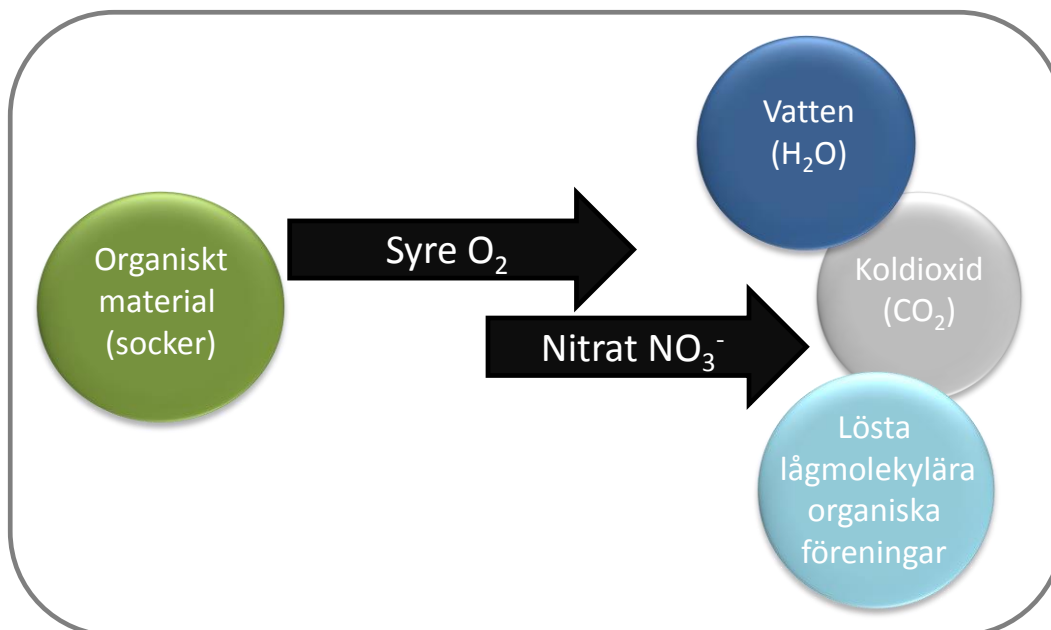 Organiskt
material
(socker)
Syre O₂
Nitrat NO₃⁻
Vatten
(H₂O)
Koldioxid
(CO₂)
Lösta
lågmolekylära
organiska
föreningar